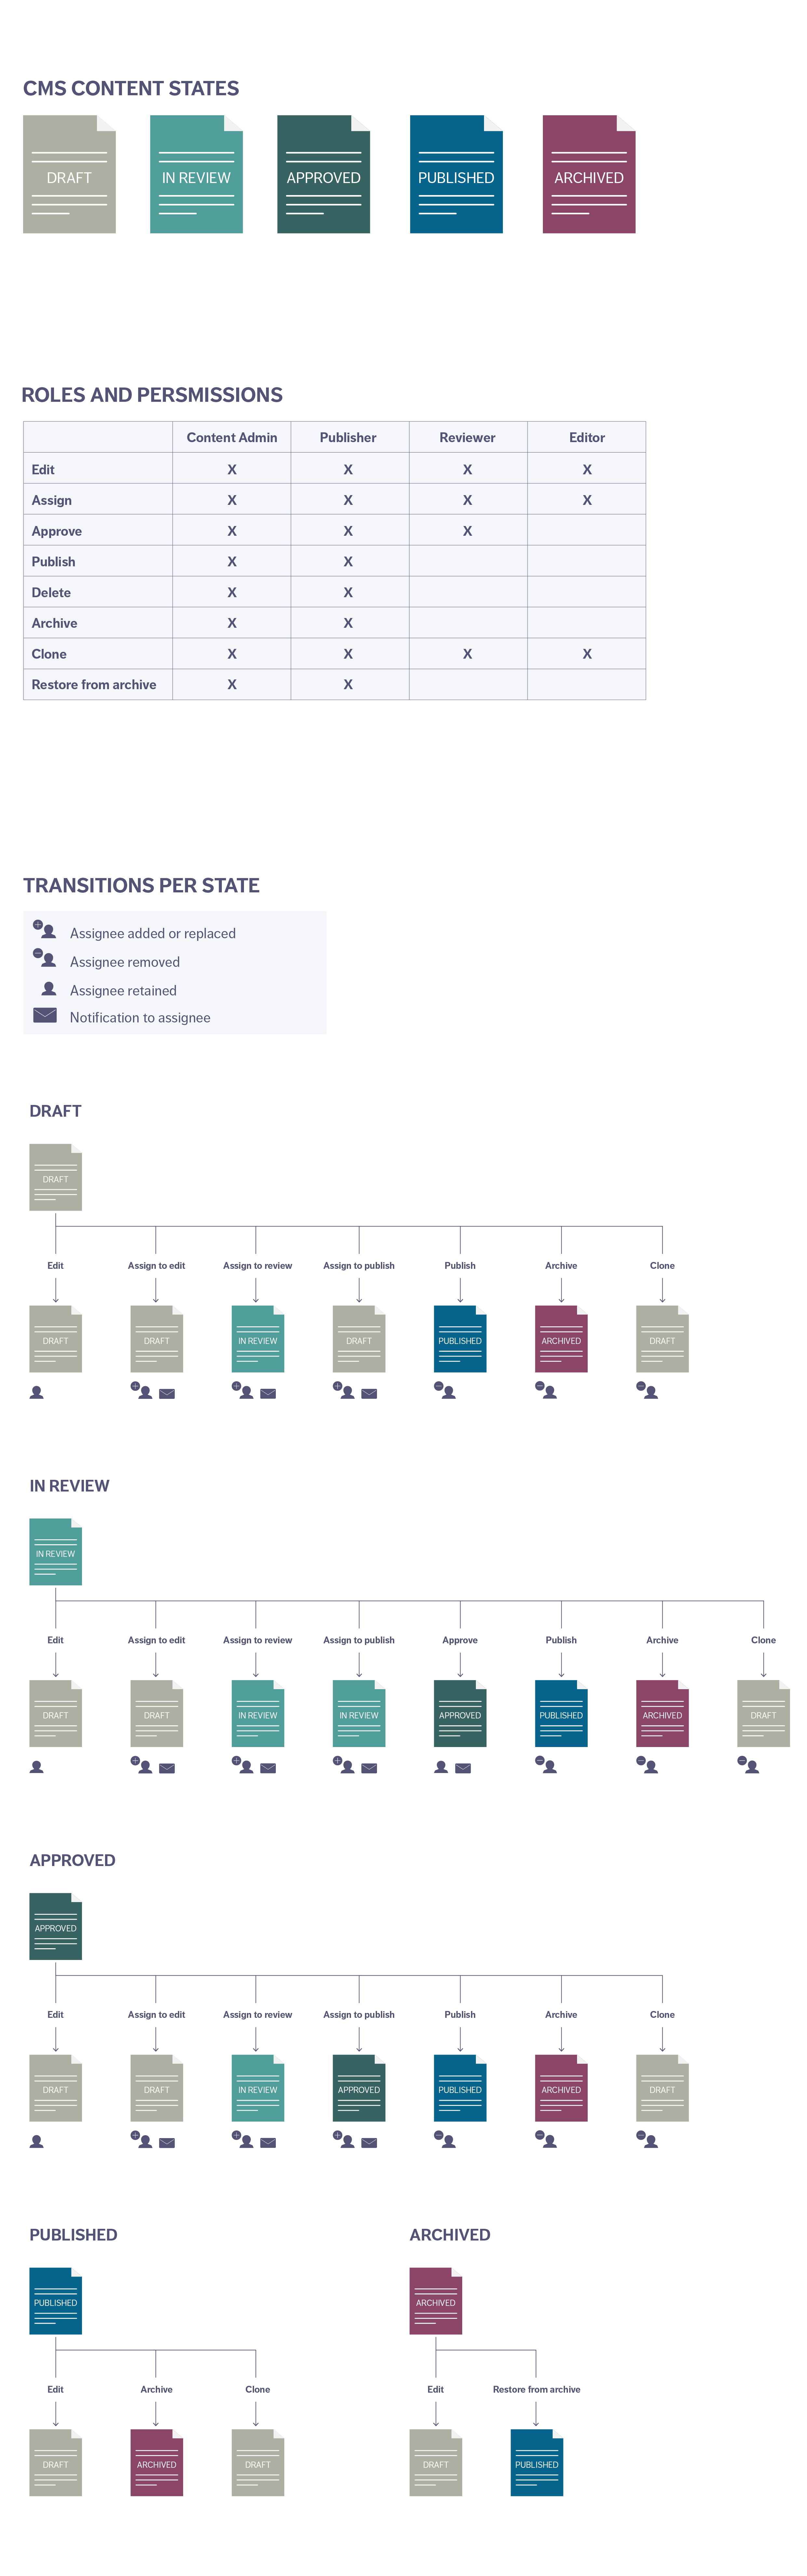 CMS CONTENT STATES
DRAFT IN REVIEW APPROVED PUBLISHED ARCHIVED
ROLES AND PERSMISSIONS
Content Admin Publisher Reviewer Editor
Edit X X X X
Assign X X X X
Approve X X X
Publish X X
Delete X X
Archive X X
Clone X X X X
Restore from archive X X
TRANSITIONS PER STATE
Assignee added or replaced
Assignee removed
Assignee retained
Notification to assignee
DRAFT
DRAFT
Edit Assign to edit Assign to review Assign to publish Publish Archive Clone
DRAFT DRAFT IN REVIEW DRAFT PUBLISHED ARCHIVED DRAFT
IN REVIEW
IN REVIEW
Edit Assign to edit Assign to review Assign to publish Approve Publish Archive Clone
DRAFT DRAFT IN REVIEW IN REVIEW APPROVED PUBLISHED ARCHIVED DRAFT
APPROVED
APPROVED
Edit Assign to edit Assign to review Assign to publish Publish Archive Clone
DRAFT DRAFT IN REVIEW APPROVED PUBLISHED ARCHIVED DRAFT
PUBLISHED
PUBLISHED
Edit Archive Clone
DRAFT ARCHIVED DRAFT
ARCHIVED
ARCHIVED
Edit Restore from archive
DRAFT PUBLISHED